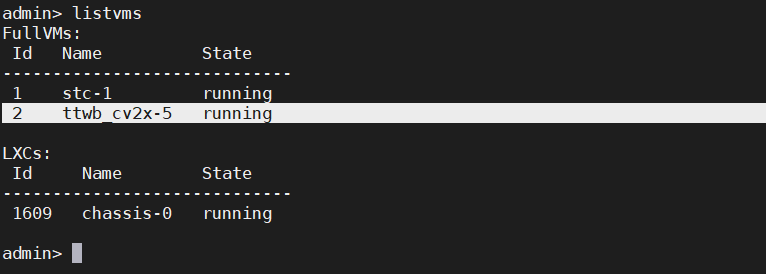 admin> listvms
FullVMs:
 Id   Name          State
-----------------------------
 1    stc-1         running
 2    ttwb_cv2x-5   running

LXCs:
 Id     Name        State
-----------------------------
 1609   chassis-0   running

admin>